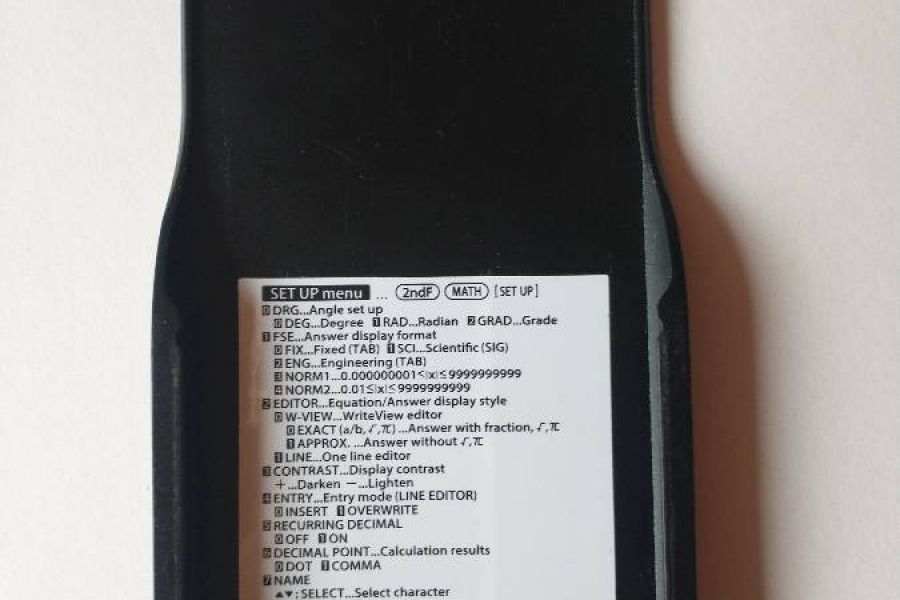 SET UP menu ... 2ndF MATH [SET UP]
0 DRG...Angle set up
0 DEG...Degree 1 RAD...Radian 2 GRAD...Grade
1 FSE...Answer display format
0 FIX...Fixed (TAB) 1 SCI...Scientific (SIG)
2 ENG...Engineering (TAB)
3 NORM1...0.000000001≤|x|≤9999999999
4 NORM2...0.01≤|x|≤9999999999
2 EDITOR...Equation/Answer display style
0 W-VIEW...WriteView editor
0 EXACT (a/b, √, π)...Answer with fraction, √, π
1 APPROX. ...Answer without √, π
1 LINE...One line editor
3 CONTRAST...Display contrast
+...Darken −...Lighten
4 ENTRY...Entry mode (LINE EDITOR)
0 INSERT 1 OVERWRITE
5 RECURRING DECIMAL
0 OFF 1 ON
6 DECIMAL POINT...Calculation results
0 DOT 1 COMMA
7 NAME
▲▼: SELECT...Select character